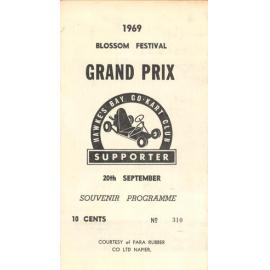 1969
BLOSSOM FESTIVAL
GRAND PRIX
HAWKE'S BAY GO-KART CLUB
SUPPORTER
20th SEPTEMBER
SOUVENIR PROGRAMME
10 CENTS № 310
COURTESY of PARA RUBBER
CO LTD NAPIER.